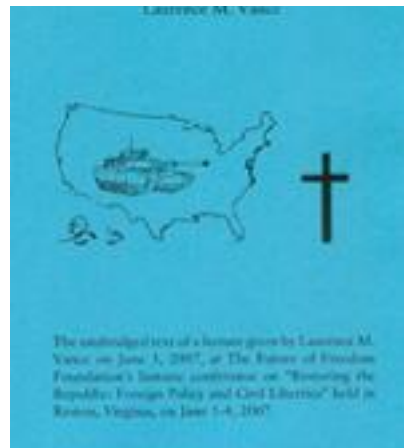 Laurence M. Vance
The unabridged text of a lecture given by Laurence M.
Vance on June 3, 2007, at The Future of Freedom
Foundation's historic conference on "Restoring the
Republic: Foreign Policy and Civil Liberties" held in
Reston, Virginia, on June 1-4, 2007.